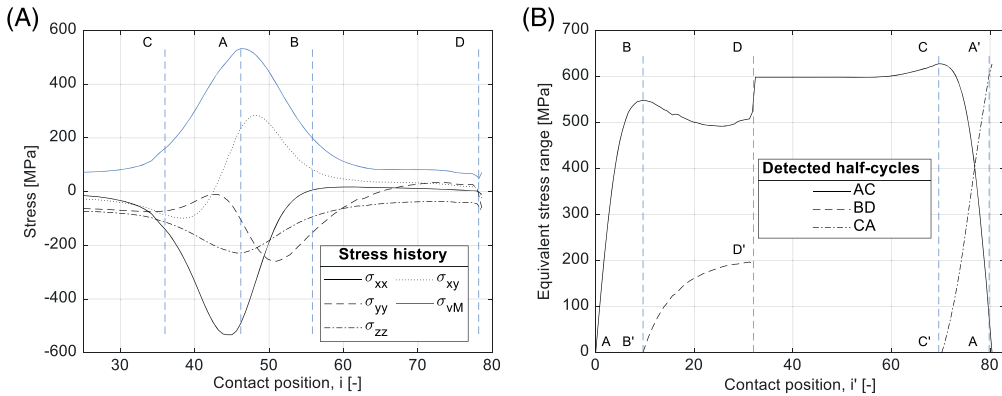 (A)
600
400
200
0
-200
-400
-600
Stress [MPa]
C
A
B
D
Stress history
σxx
σxy
σyy
σvM
σzz
30
40
50
60
70
80
Contact position, i [-]
(B)
700
600
500
400
300
200
100
0
Equivalent stress range [MPa]
B
D
C
A'
Detected half-cycles
AC
BD
CA
D'
A
B'
C'
A
0
20
40
60
80
Contact position, i' [-]